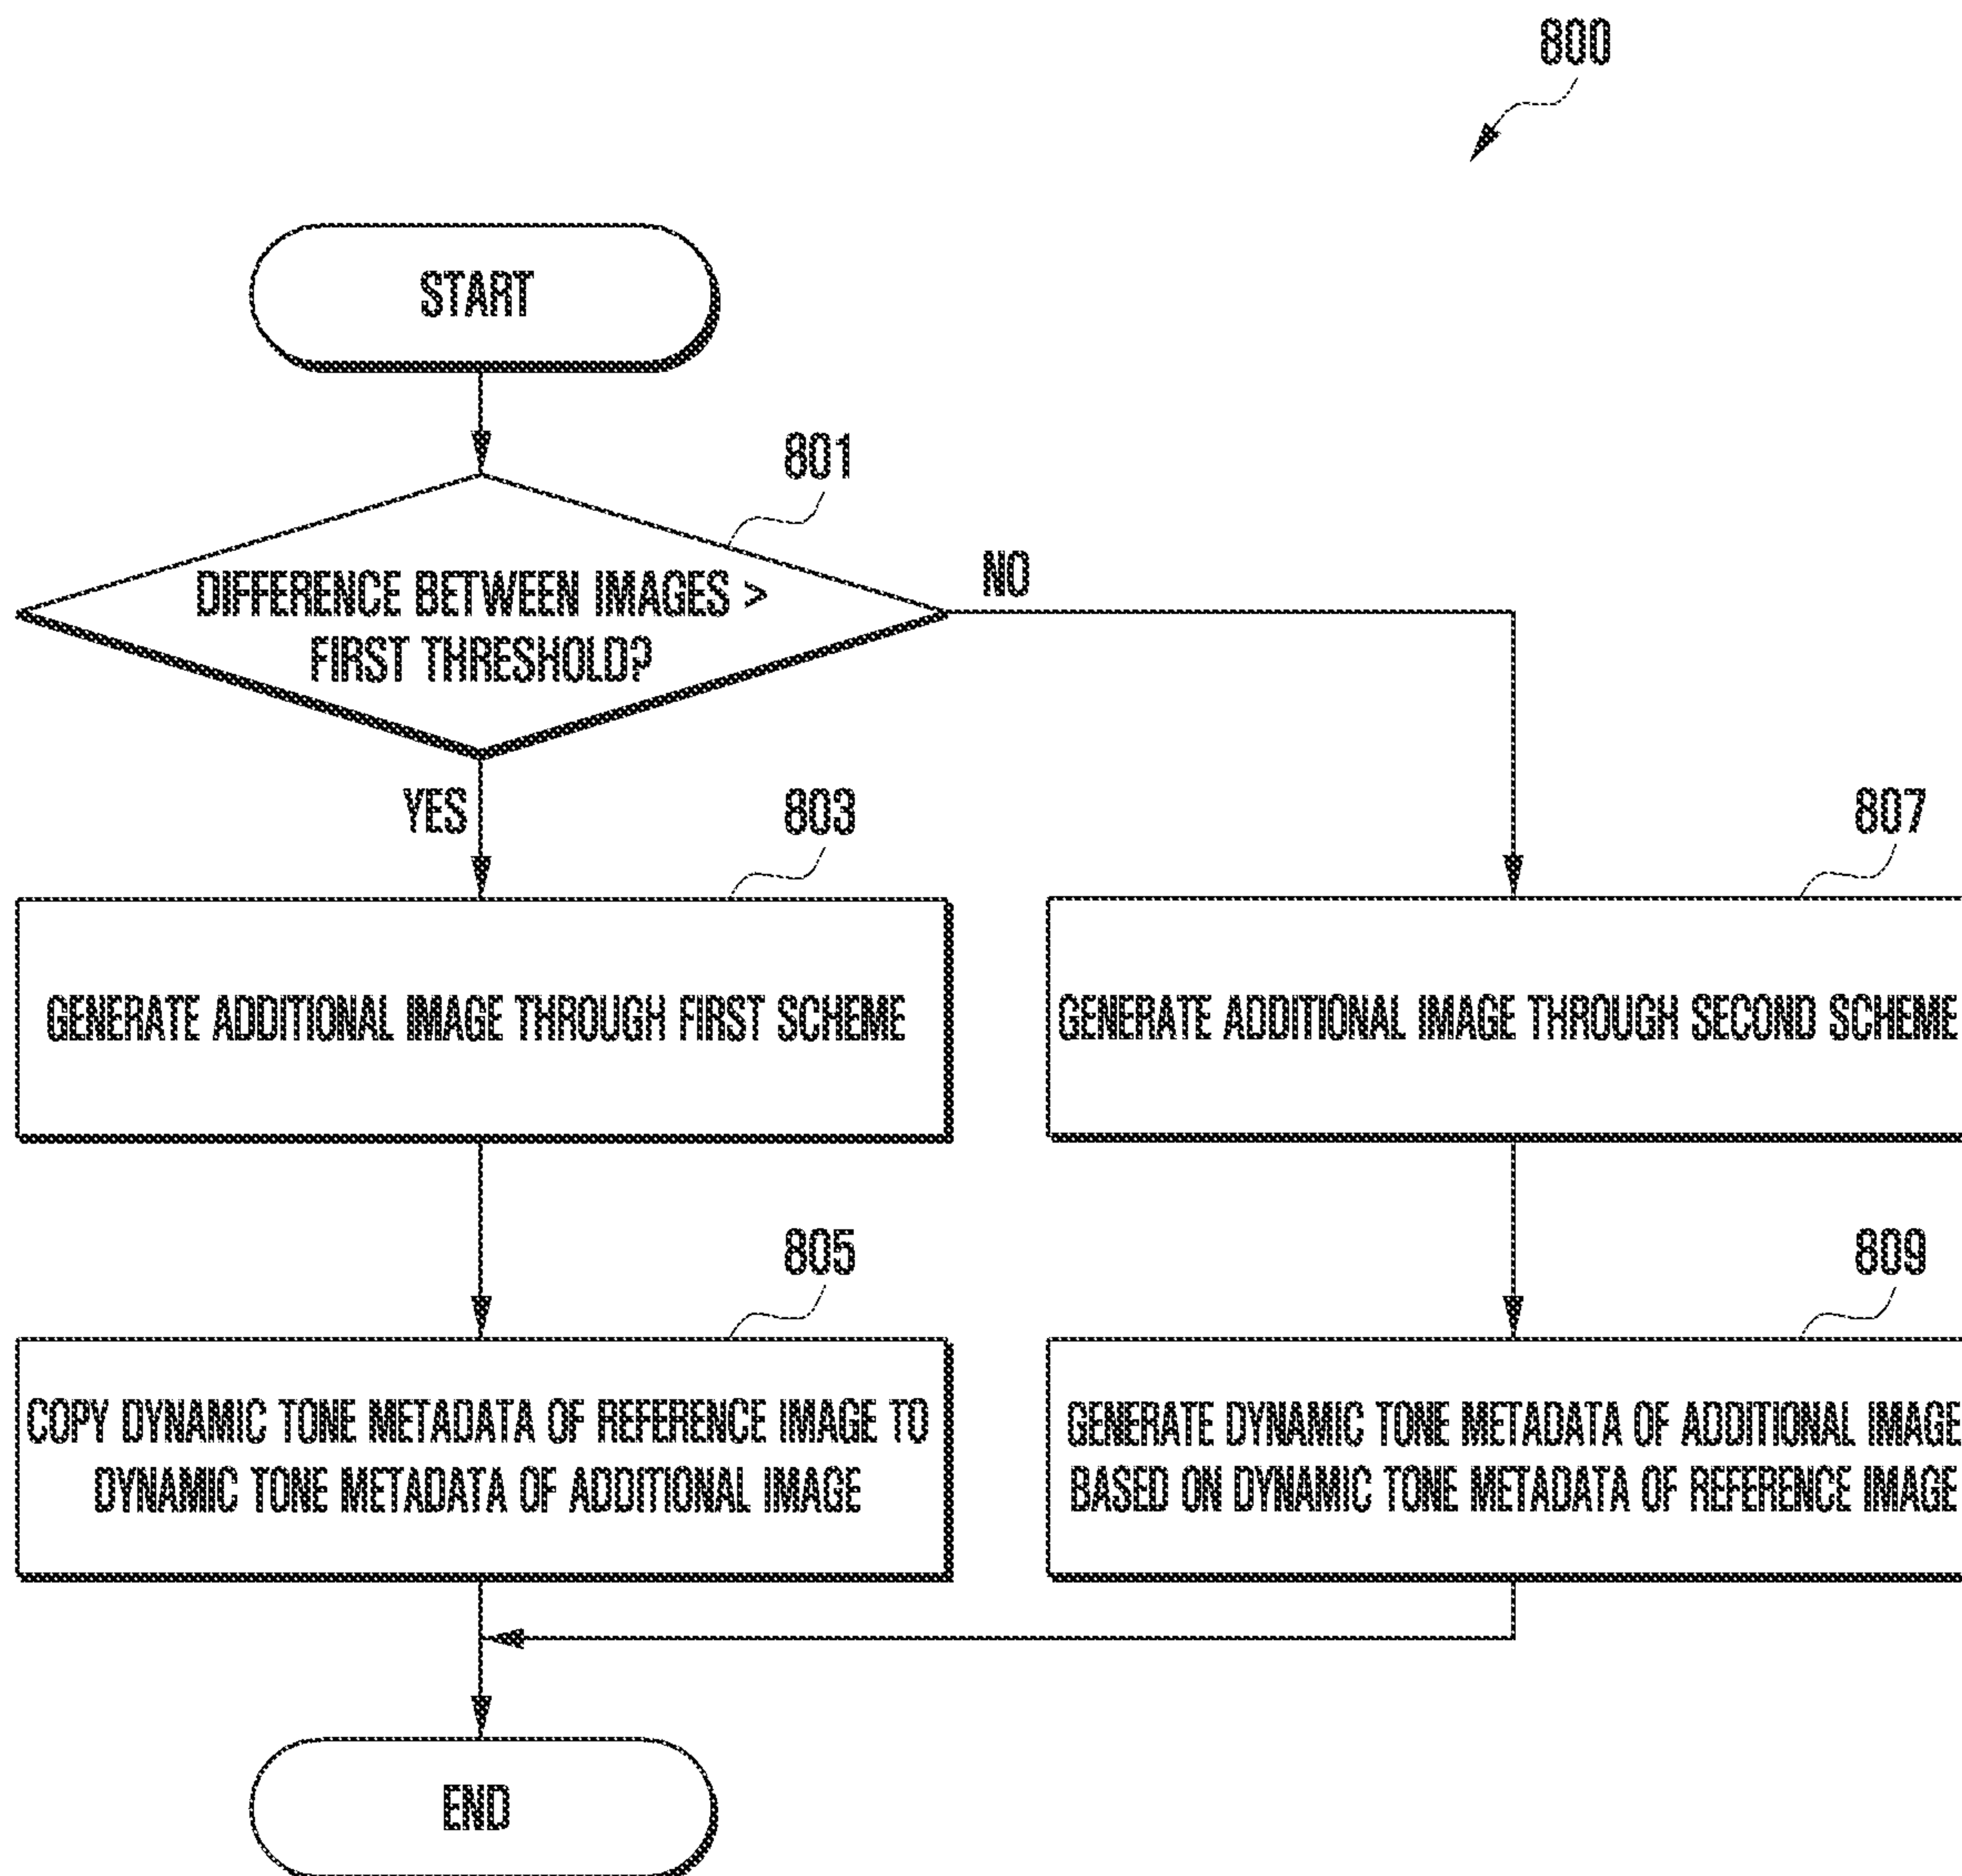 800
START
801
DIFFERENCE BETWEEN IMAGES >
FIRST THRESHOLD?
NO
YES
803
807
GENERATE ADDITIONAL IMAGE THROUGH FIRST SCHEME
GENERATE ADDITIONAL IMAGE THROUGH SECOND SCHEME
805
809
COPY DYNAMIC TONE METADATA OF REFERENCE IMAGE TO
DYNAMIC TONE METADATA OF ADDITIONAL IMAGE
GENERATE DYNAMIC TONE METADATA OF ADDITIONAL IMAGE
BASED ON DYNAMIC TONE METADATA OF REFERENCE IMAGE
END